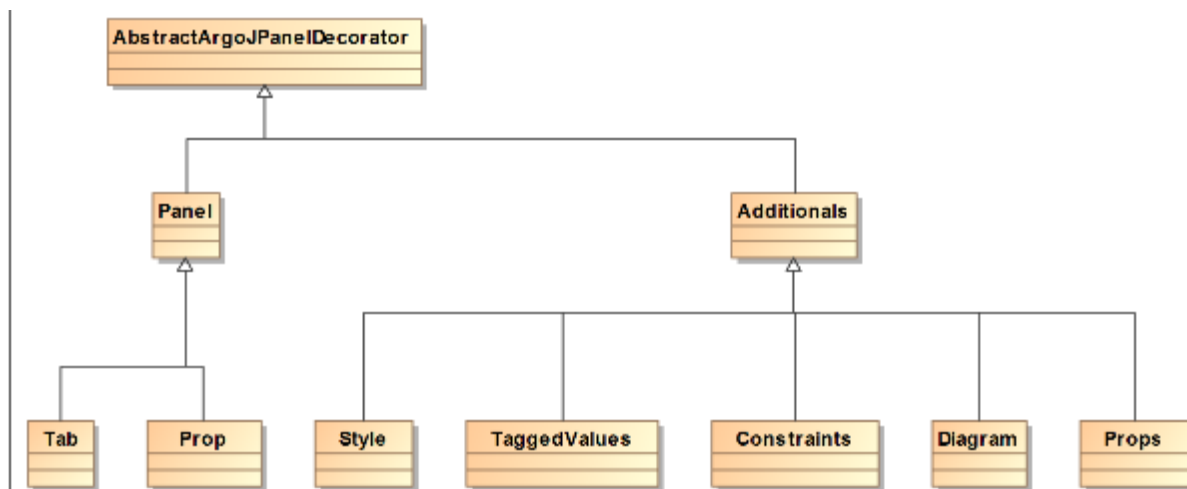 AbstractArgoJPanelDecorator
Panel
Additionals
Tab
Prop
Style
TaggedValues
Constraints
Diagram
Props